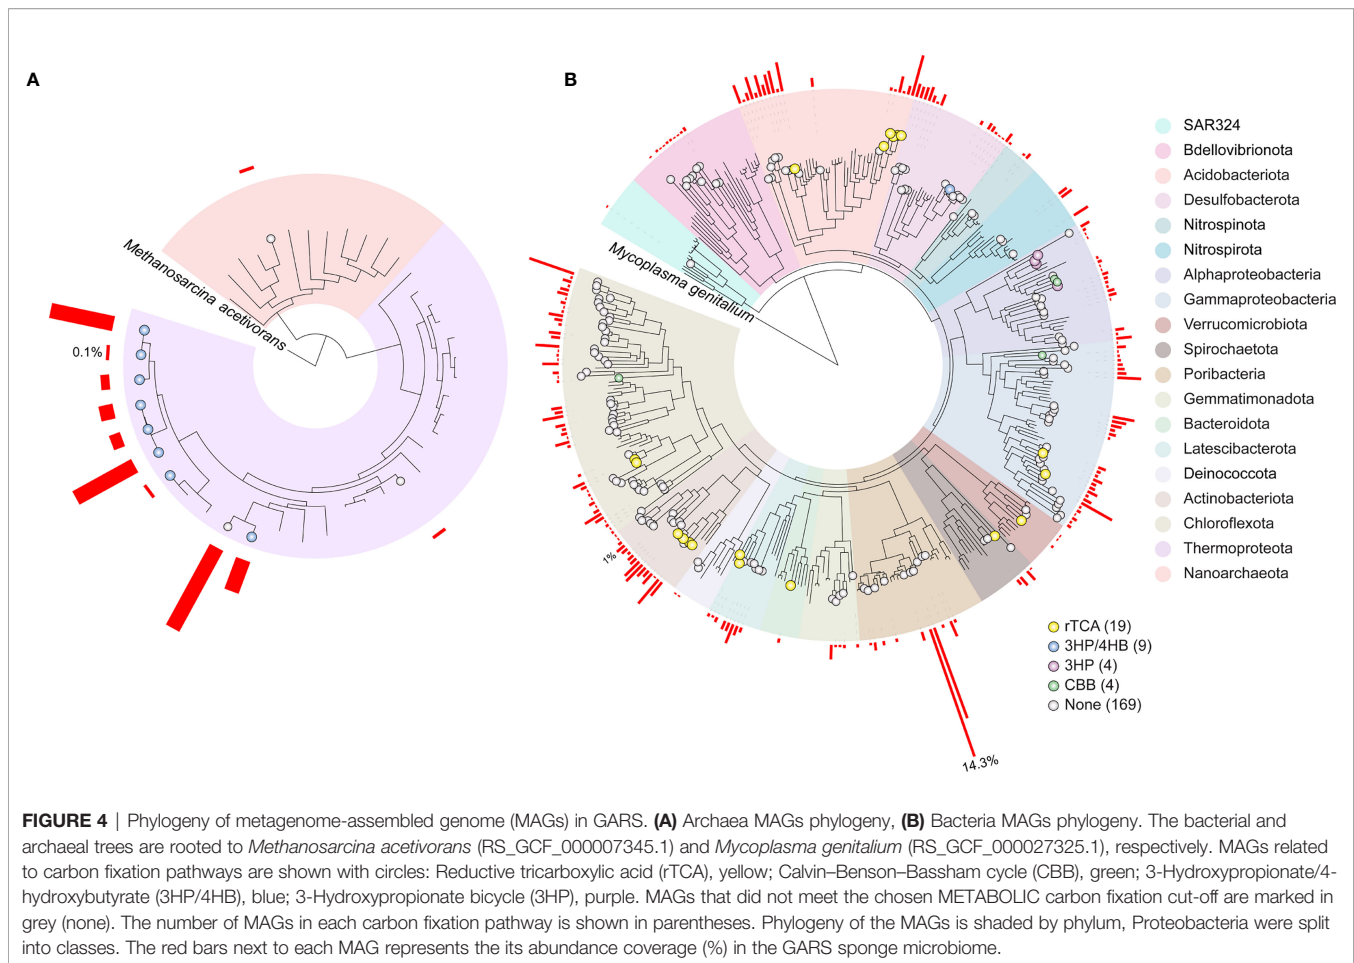 A
B
Methanosarcina acetivorans
0.1%
Mycoplasma genitalium
1%
14.3%
SAR324
Bdellovibrionota
Acidobacteriota
Desulfobacterota
Nitrospinota
Nitrospirota
Alphaproteobacteria
Gammaproteobacteria
Verrucomicrobiota
Spirochaetota
Poribacteria
Gemmatimonadota
Bacteroidota
Latescibacterota
Deinococcota
Actinobacteriota
Chloroflexota
Thermoproteota
Nanoarchaeota
rTCA (19)
3HP/4HB (9)
3HP (4)
CBB (4)
None (169)
FIGURE 4 | Phylogeny of metagenome-assembled genome (MAGs) in GARS. (A) Archaea MAGs phylogeny, (B) Bacteria MAGs phylogeny. The bacterial and
archaeal trees are rooted to Methanosarcina acetivorans (RS_GCF_000007345.1) and Mycoplasma genitalium (RS_GCF_000027325.1), respectively. MAGs related
to carbon fixation pathways are shown with circles: Reductive tricarboxylic acid (rTCA), yellow; Calvin–Benson–Bassham cycle (CBB), green; 3-Hydroxypropionate/4-
hydroxybutyrate (3HP/4HB), blue; 3-Hydroxypropionate bicycle (3HP), purple. MAGs that did not meet the chosen METABOLIC carbon fixation cut-off are marked in
grey (none). The number of MAGs in each carbon fixation pathway is shown in parentheses. Phylogeny of the MAGs is shaded by phylum, Proteobacteria were split
into classes. The red bars next to each MAG represents the its abundance coverage (%) in the GARS sponge microbiome.